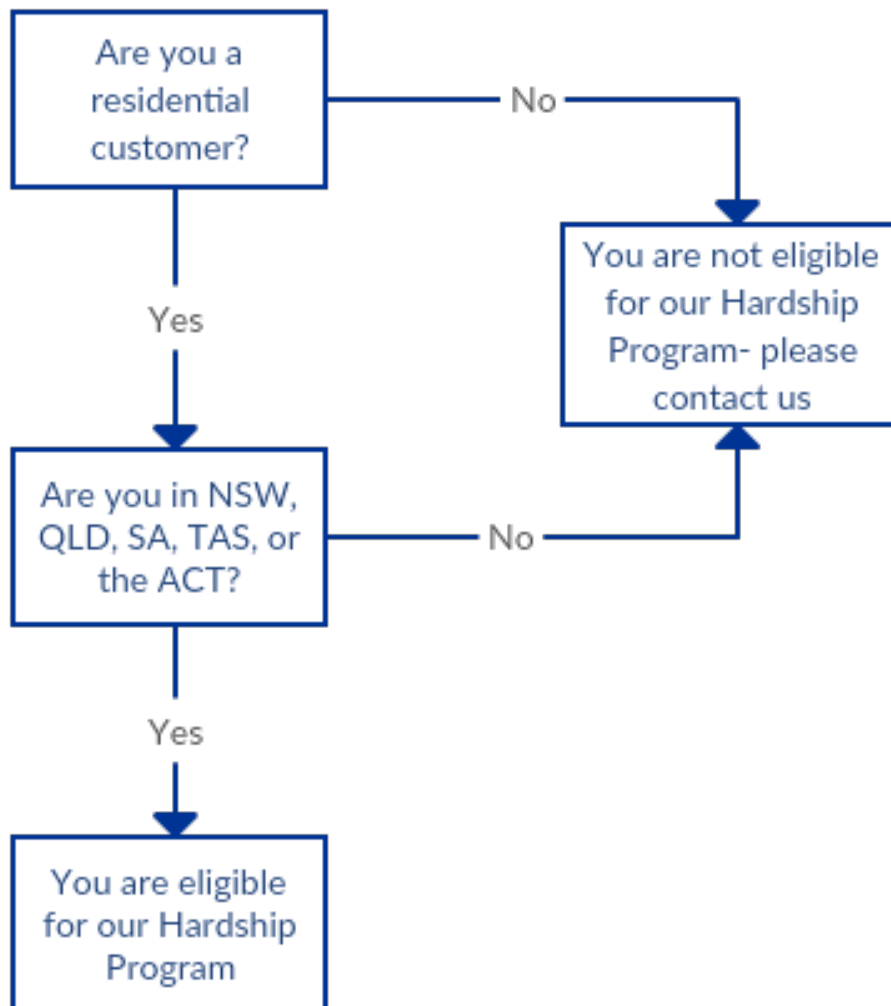 Are you a
residential
customer?
No
You are not eligible
for our Hardship
Program- please
contact us
Yes
Are you in NSW,
QLD, SA, TAS, or
the ACT?
No
Yes
You are eligible
for our Hardship
Program